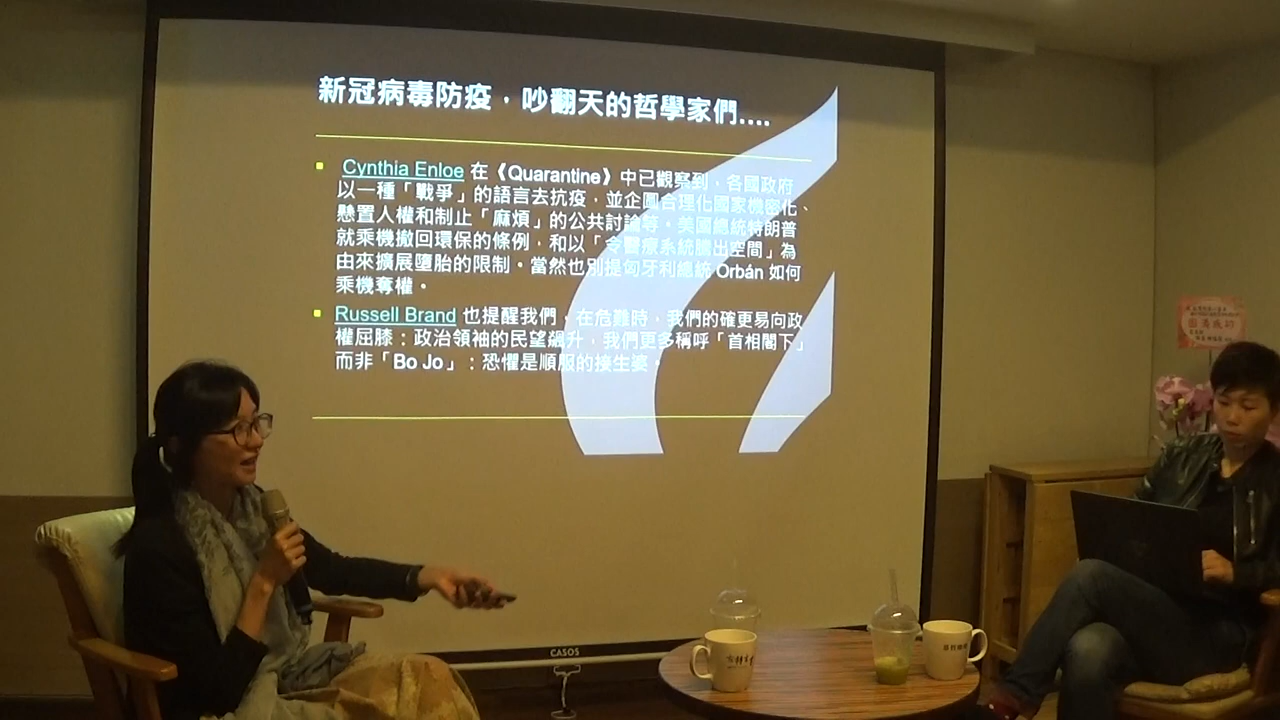 新冠病毒防疫，吵翻天的哲學家們....
Cynthia Enloe 在《Quarantine》中已觀察到，各國政府
以一種「戰爭」的語言去抗疫，並企圖合理化國家機密化、
懸置人權和制止「麻煩」的公共討論等。美國總統特朗普
就乘機撤回環保的條例，和以「令醫療系統騰出空間」為
由來擴展墮胎的限制。當然也別提匈牙利總統 Orbán 如何
乘機奪權。
Russell Brand 也提醒我們，在危難時，我們的確更易向政
權屈膝：政治領袖的民望飆升，我們更多稱呼「首相閣下」
而非「Bo Jo」：恐懼是順服的接生婆。
CASOS